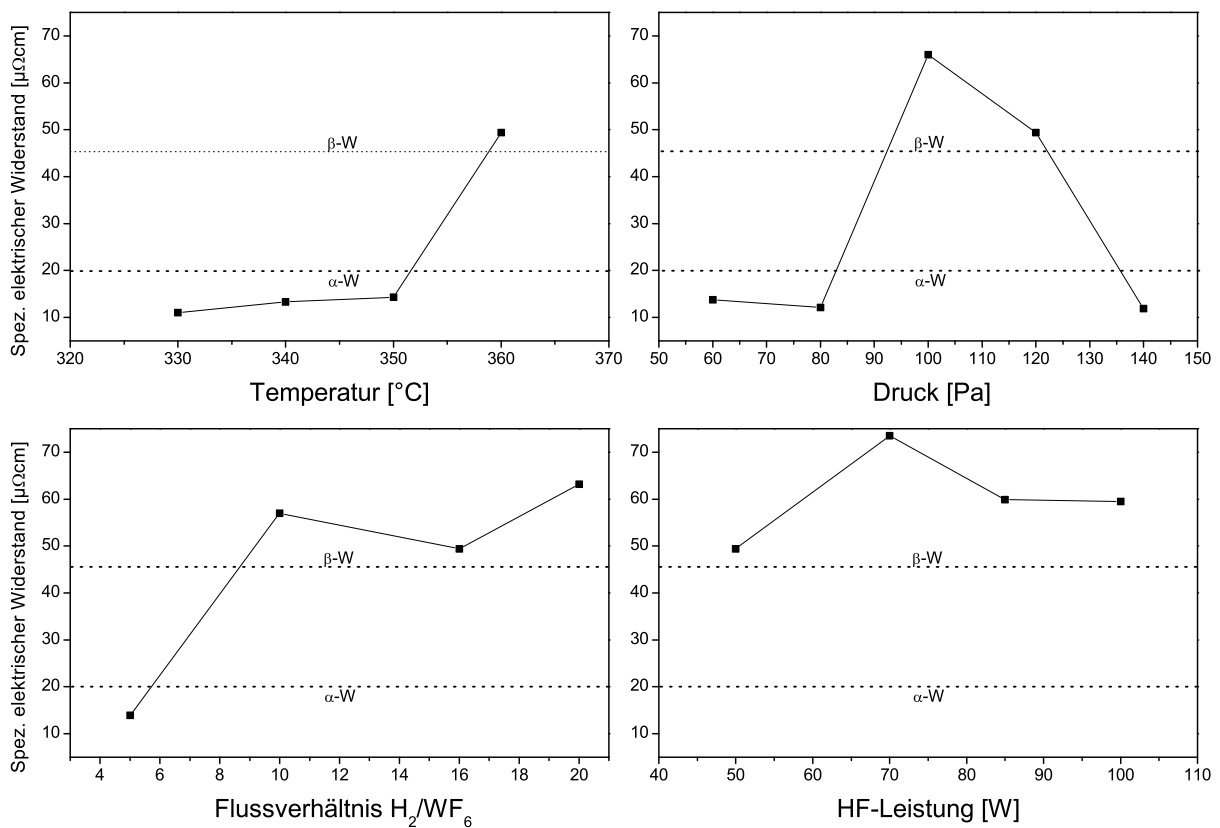 Spez. elektrischer Widerstand [µΩcm]
70
60
50
40
30
20
10
β-W
α-W
320 330 340 350 360 370
Temperatur [°C]
70
60
50
40
30
20
10
β-W
α-W
50 60 70 80 90 100 110 120 130 140 150
Druck [Pa]
Spez. elektrischer Widerstand [µΩcm]
70
60
50
40
30
20
10
β-W
α-W
4 6 8 10 12 14 16 18 20
Flussverhältnis H₂/WF₆
70
60
50
40
30
20
10
β-W
α-W
40 50 60 70 80 90 100 110
HF-Leistung [W]